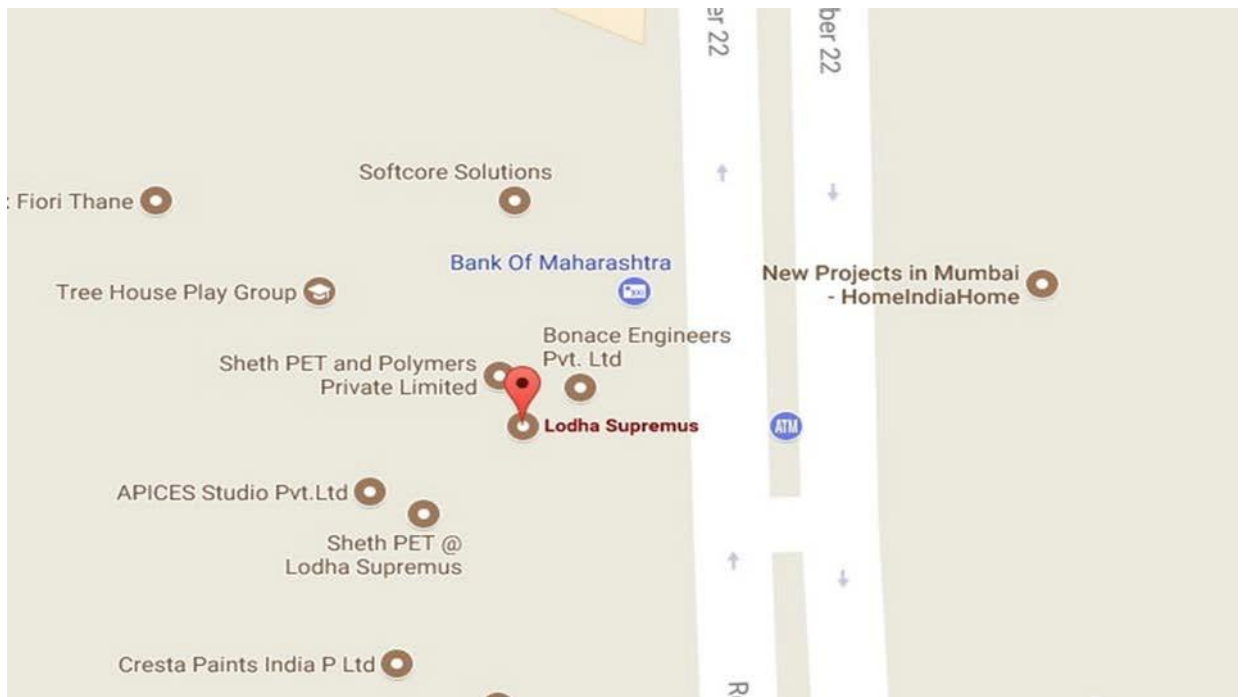 er 22
ber 22
Softcore Solutions
: Fiori Thane
Bank Of Maharashtra
New Projects in Mumbai
- HomeIndiaHome
Tree House Play Group
Bonace Engineers
Pvt. Ltd
Sheth PET and Polymers
Private Limited
Lodha Supremus
ATM
APICES Studio Pvt.Ltd
Sheth PET @
Lodha Supremus
Cresta Paints India P Ltd